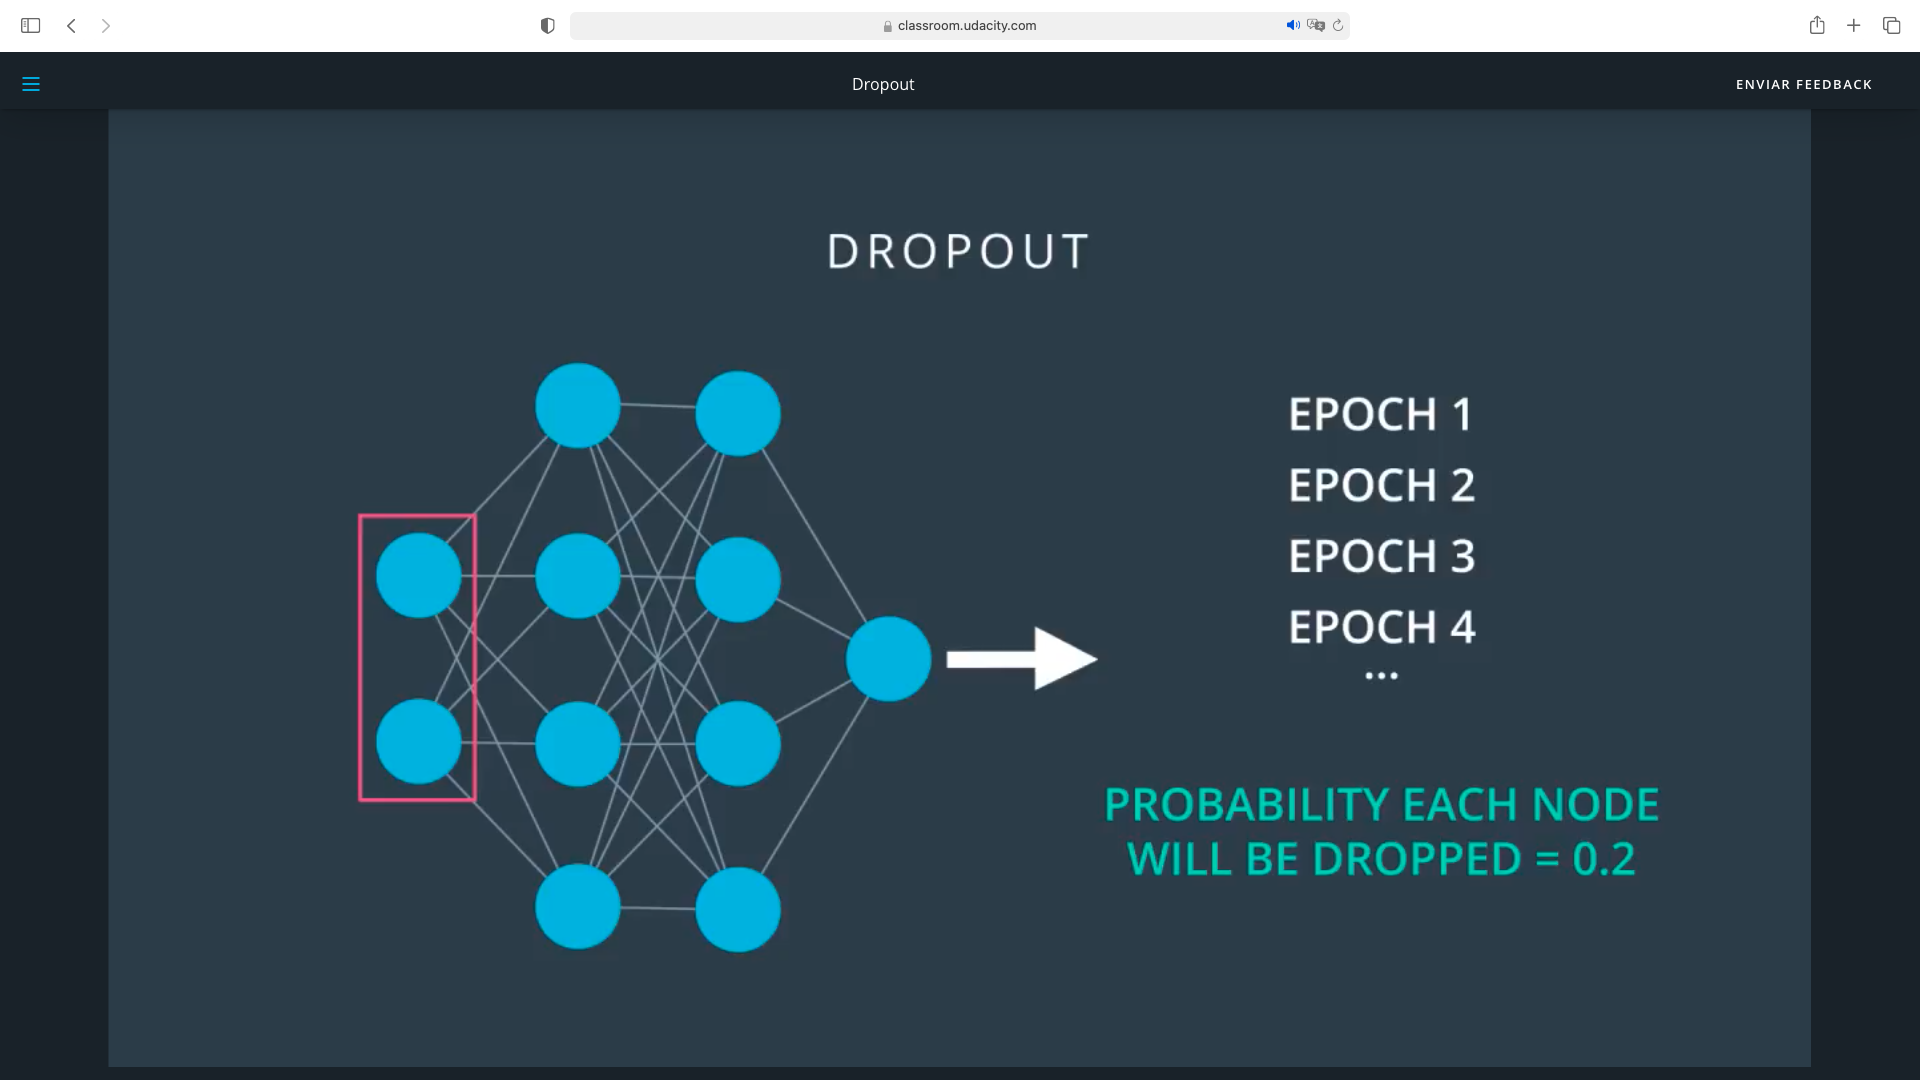 classroom.udacity.com
Dropout
ENVIAR FEEDBACK
DROPOUT
EPOCH 1
EPOCH 2
EPOCH 3
EPOCH 4
...
PROBABILITY EACH NODE
WILL BE DROPPED = 0.2